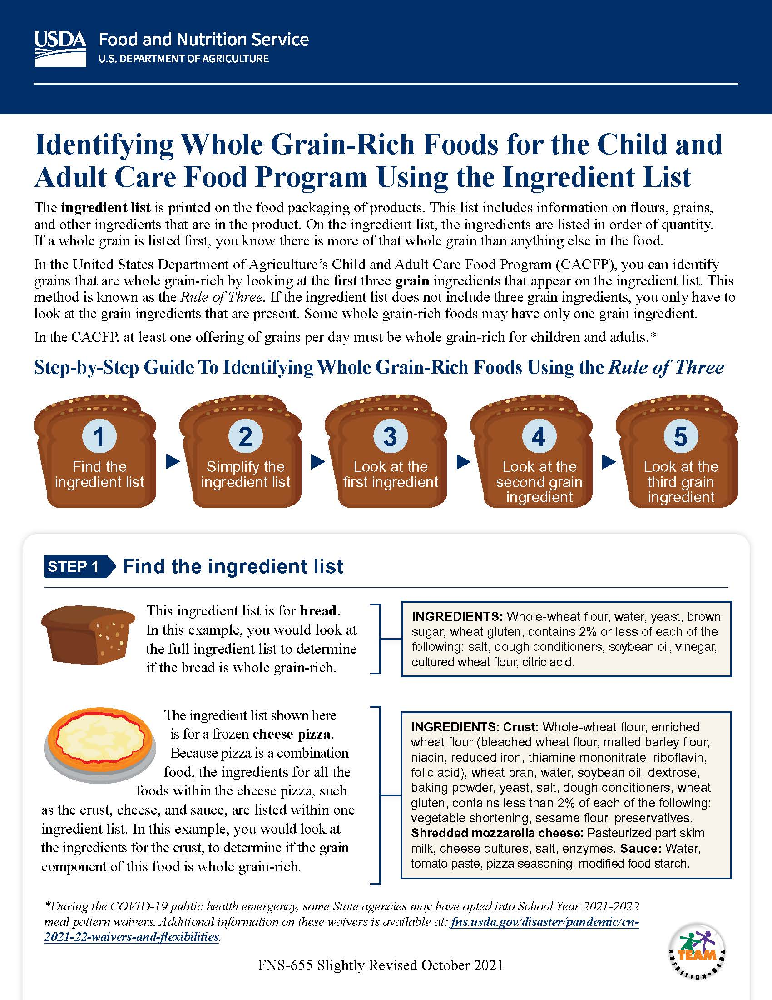 USDA Food and Nutrition Service
U.S. DEPARTMENT OF AGRICULTURE
Identifying Whole Grain-Rich Foods for the Child and
Adult Care Food Program Using the Ingredient List
The ingredient list is printed on the food packaging of products. This list includes information on flours, grains,
and other ingredients that are in the product. On the ingredient list, the ingredients are listed in order of quantity.
If a whole grain is listed first, you know there is more of that whole grain than anything else in the food.
In the United States Department of Agriculture’s Child and Adult Care Food Program (CACFP), you can identify
grains that are whole grain-rich by looking at the first three grain ingredients that appear on the ingredient list. This
method is known as the Rule of Three. If the ingredient list does not include three grain ingredients, you only have to
look at the grain ingredients that are present. Some whole grain-rich foods may have only one grain ingredient.
In the CACFP, at least one offering of grains per day must be whole grain-rich for children and adults.*
Step-by-Step Guide To Identifying Whole Grain-Rich Foods Using the Rule of Three
1
Find the
ingredient list
2
Simplify the
ingredient list
3
Look at the
first ingredient
4
Look at the
second grain
ingredient
5
Look at the
third grain
ingredient
STEP 1 Find the ingredient list
This ingredient list is for bread.
In this example, you would look at
the full ingredient list to determine
if the bread is whole grain-rich.
INGREDIENTS: Whole-wheat flour, water, yeast, brown
sugar, wheat gluten, contains 2% or less of each of the
following: salt, dough conditioners, soybean oil, vinegar,
cultured wheat flour, citric acid.
The ingredient list shown here
is for a frozen cheese pizza.
Because pizza is a combination
food, the ingredients for all the
foods within the cheese pizza, such
as the crust, cheese, and sauce, are listed within one
ingredient list. In this example, you would look at
the ingredients for the crust, to determine if the grain
component of this food is whole grain-rich.
INGREDIENTS: Crust: Whole-wheat flour, enriched
wheat flour (bleached wheat flour, malted barley flour,
niacin, reduced iron, thiamine mononitrate, riboflavin,
folic acid), wheat bran, water, soybean oil, dextrose,
baking powder, yeast, salt, dough conditioners, wheat
gluten, contains less than 2% of each of the following:
vegetable shortening, sesame flour, preservatives.
Shredded mozzarella cheese: Pasteurized part skim
milk, cheese cultures, salt, enzymes. Sauce: Water,
tomato paste, pizza seasoning, modified food starch.
*During the COVID-19 public health emergency, some State agencies may have opted into School Year 2021-2022
meal pattern waivers. Additional information on these waivers is available at: fns.usda.gov/disaster/pandemic/cn-
2021-22-waivers-and-flexibilities.
FNS-655 Slightly Revised October 2021
TEAM
NUTRITION • USDA